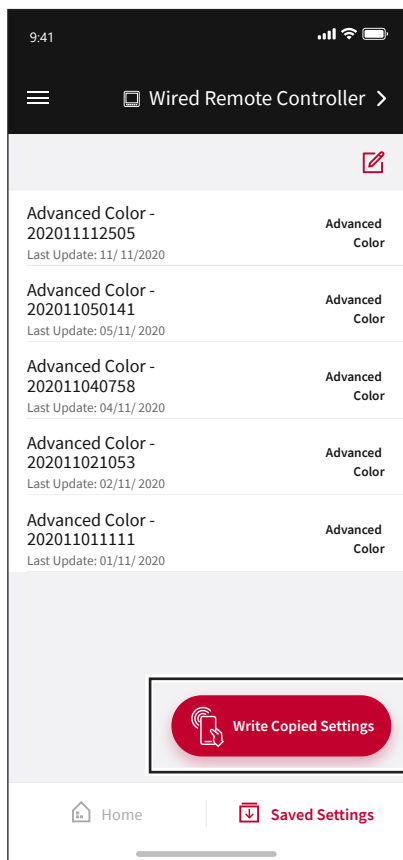 9:41
Wired Remote Controller
Advanced Color -
202011112505
Last Update: 11/ 11/2020
Advanced
Color
Advanced Color -
202011050141
Last Update: 05/11/ 2020
Advanced
Color
Advanced Color -
202011040758
Last Update: 04/11/ 2020
Advanced
Color
Advanced Color -
202011021053
Last Update: 02/11/ 2020
Advanced
Color
Advanced Color -
202011011111
Last Update: 01/11/ 2020
Advanced
Color
Write Copied Settings
Home
Saved Settings